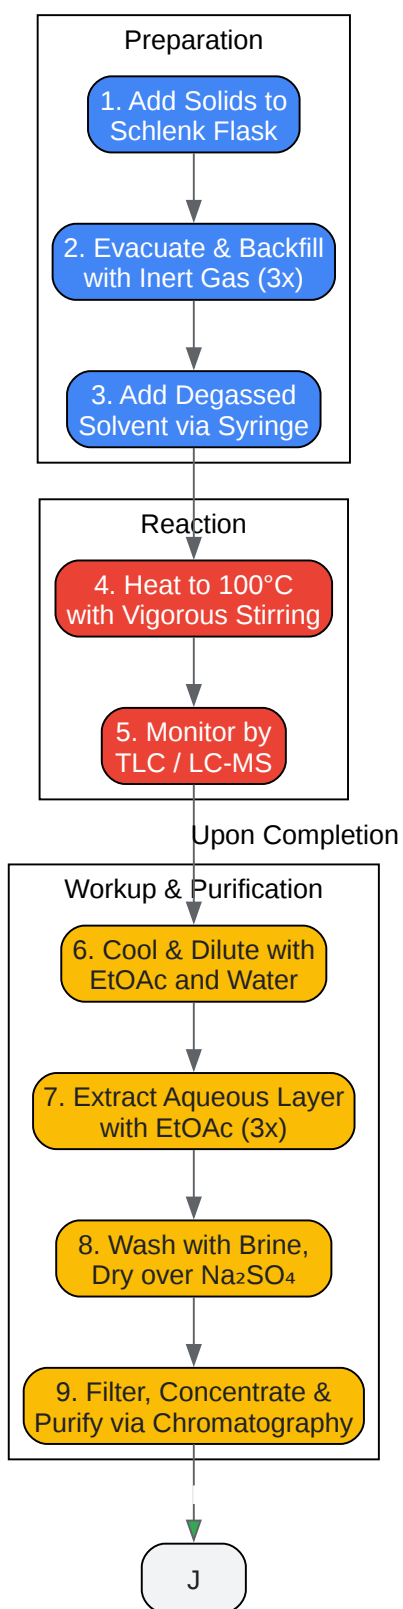 Preparation
1. Add Solids to
Schlenk Flask
2. Evacuate & Backfill
with Inert Gas (3x)
3. Add Degassed
Solvent via Syringe
Reaction
4. Heat to 100°C
with Vigorous Stirring
5. Monitor by
TLC / LC-MS
Upon Completion
Workup & Purification
6. Cool & Dilute with
EtOAc and Water
7. Extract Aqueous Layer
with EtOAc (3x)
8. Wash with Brine,
Dry over Na₂SO₄
9. Filter, Concentrate &
Purify via Chromatography
J